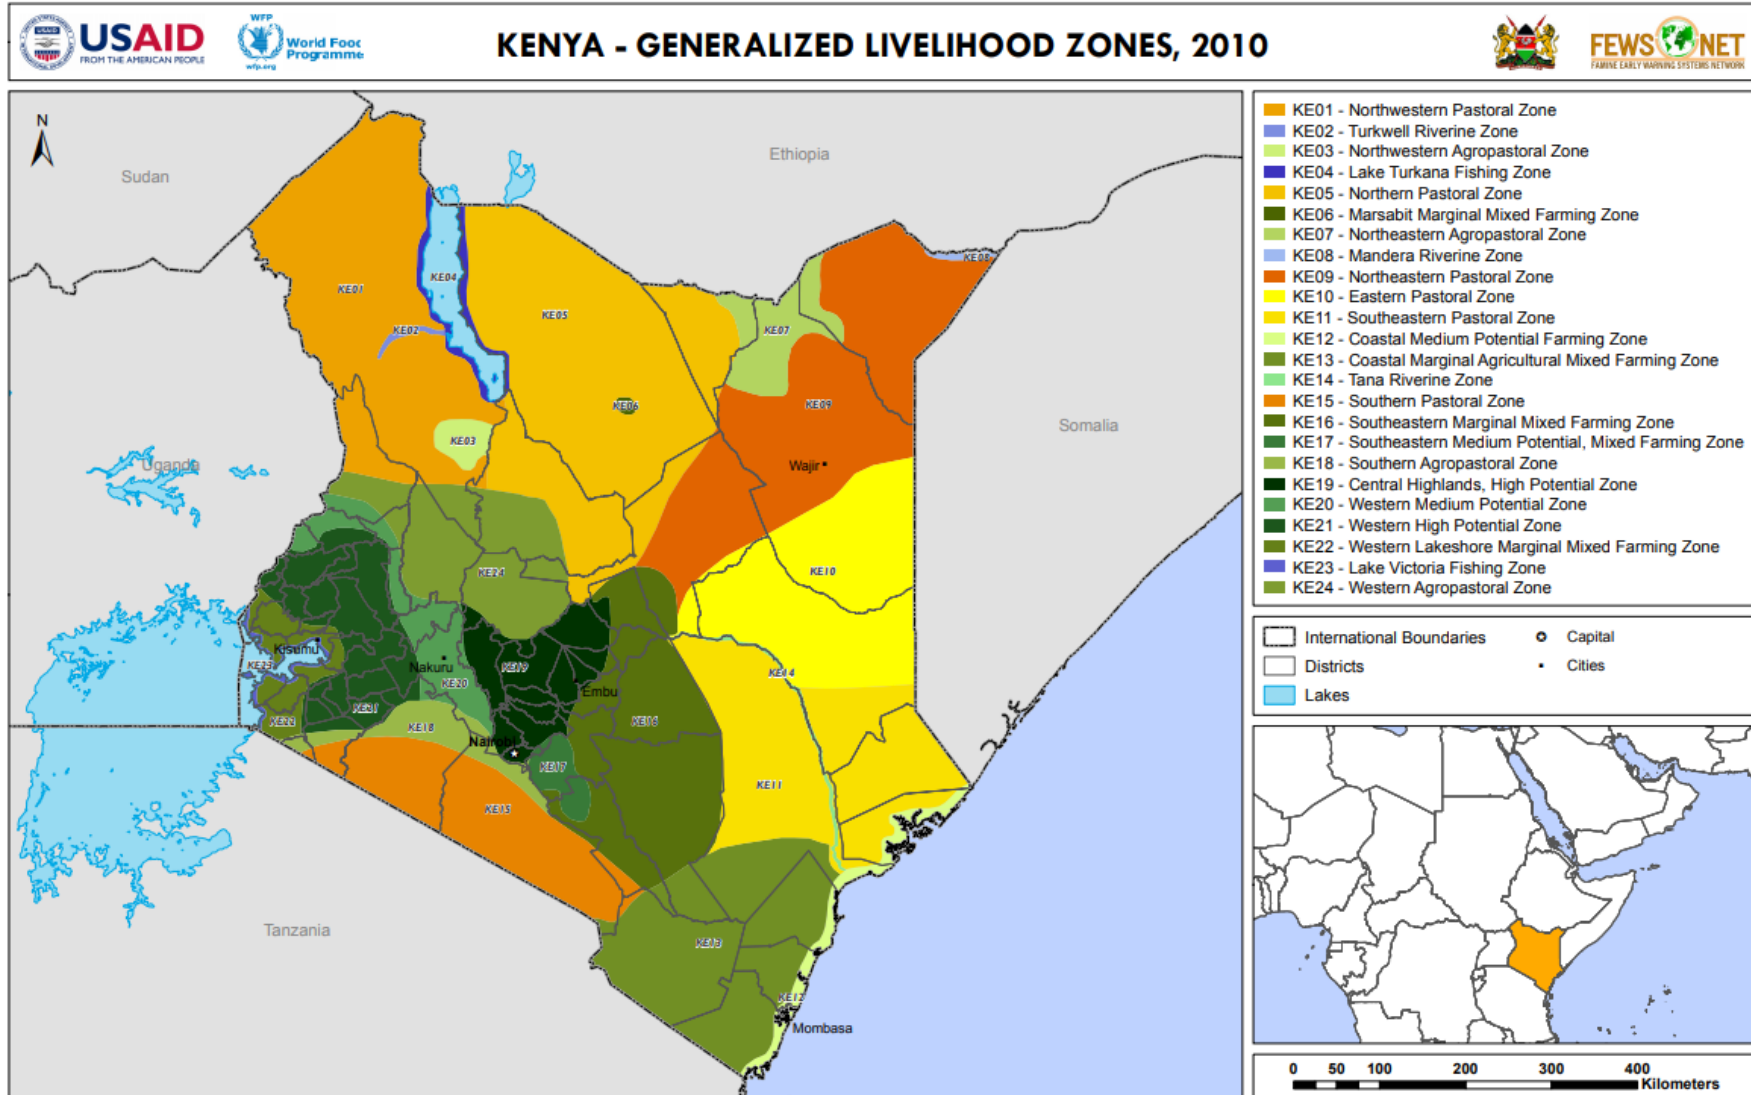 USAID
FROM THE AMERICAN PEOPLE
WFP
wfp.org
World Food
Programme
KENYA - GENERALIZED LIVELIHOOD ZONES, 2010
FEWS NET
FAMINE EARLY WARNING SYSTEMS NETWORK
N
Sudan
Ethiopia
Uganda
Somalia
Tanzania
KE01
KE02
KE03
KE04
KE05
KE06
KE07
KE08
KE09
Wajir
KE10
KE24
KE14
Kisumu
KE23
Nakuru
KE20
KE19
Embu
KE21
KE22
KE18
KE16
Nairobi
KE17
KE15
KE11
KE13
KE12
Mombasa
KE01 - Northwestern Pastoral Zone
KE02 - Turkwell Riverine Zone
KE03 - Northwestern Agropastoral Zone
KE04 - Lake Turkana Fishing Zone
KE05 - Northern Pastoral Zone
KE06 - Marsabit Marginal Mixed Farming Zone
KE07 - Northeastern Agropastoral Zone
KE08 - Mandera Riverine Zone
KE09 - Northeastern Pastoral Zone
KE10 - Eastern Pastoral Zone
KE11 - Southeastern Pastoral Zone
KE12 - Coastal Medium Potential Farming Zone
KE13 - Coastal Marginal Agricultural Mixed Farming Zone
KE14 - Tana Riverine Zone
KE15 - Southern Pastoral Zone
KE16 - Southeastern Marginal Mixed Farming Zone
KE17 - Southeastern Medium Potential, Mixed Farming Zone
KE18 - Southern Agropastoral Zone
KE19 - Central Highlands, High Potential Zone
KE20 - Western Medium Potential Zone
KE21 - Western High Potential Zone
KE22 - Western Lakeshore Marginal Mixed Farming Zone
KE23 - Lake Victoria Fishing Zone
KE24 - Western Agropastoral Zone
International Boundaries
Capital
Districts
Cities
Lakes
0 50 100 200 300 400
Kilometers